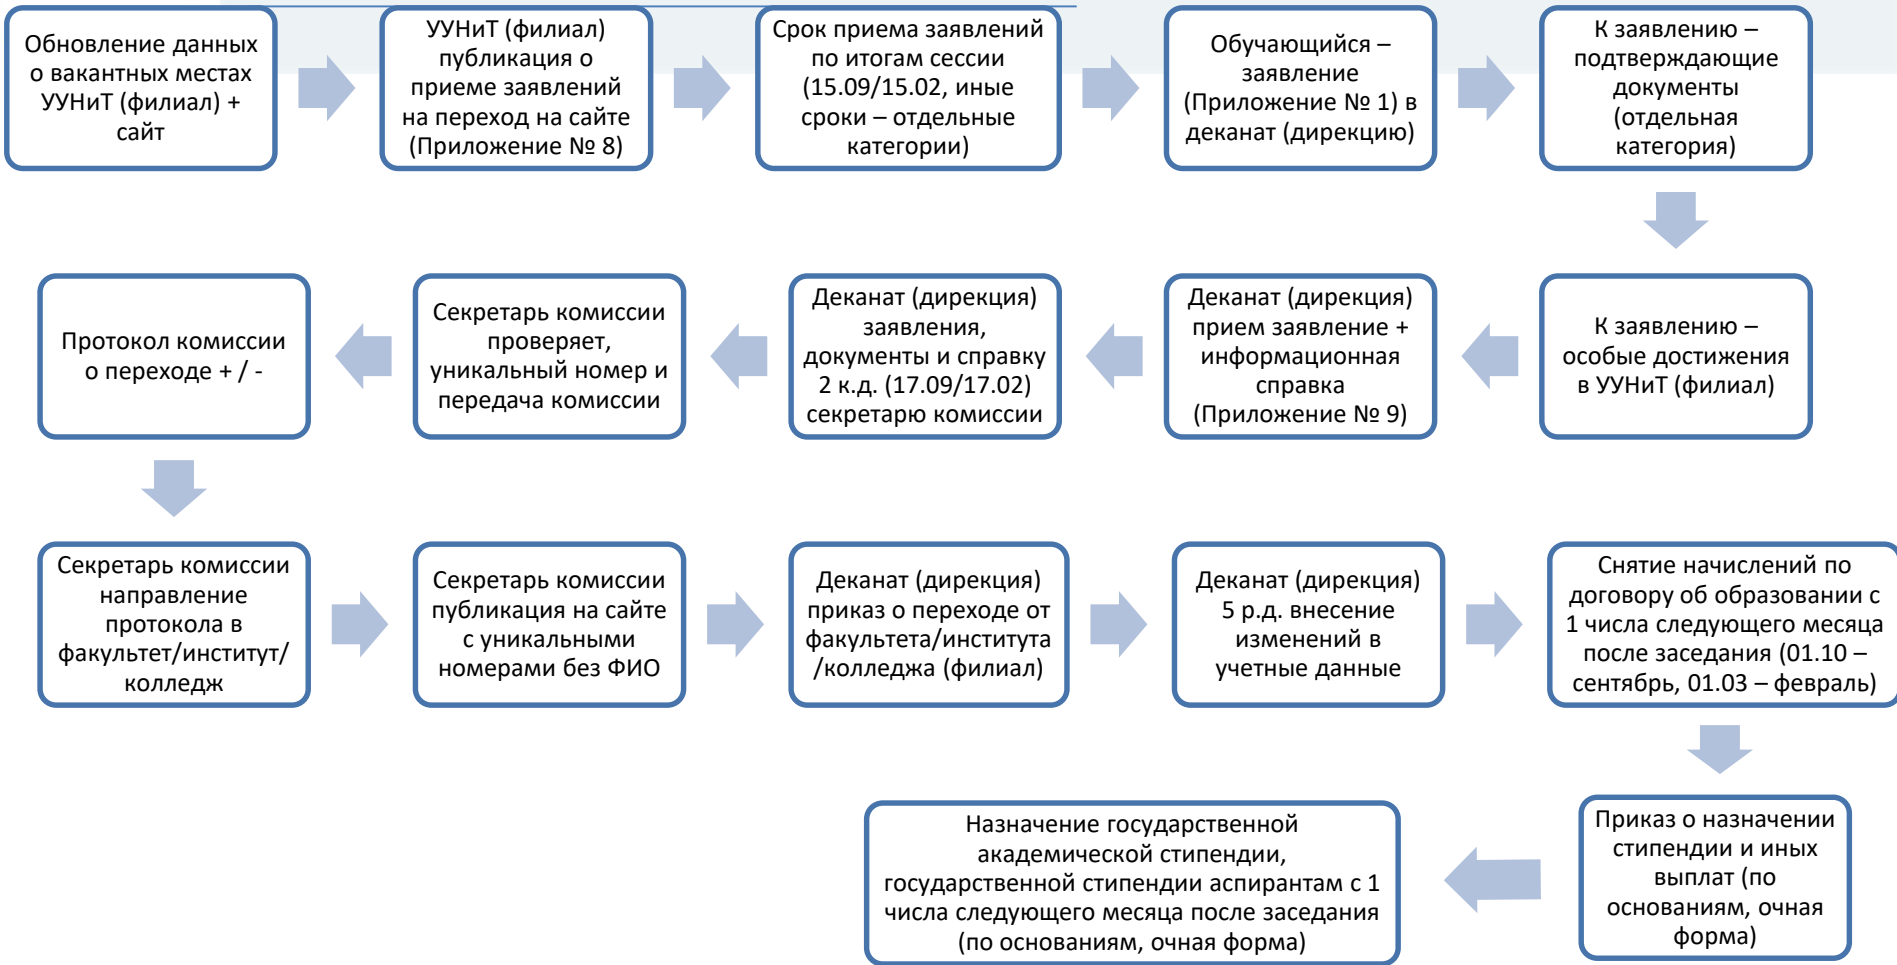 Обновление данных
о вакантных местах
УУНиТ (филиал) +
сайт
УУНиТ (филиал)
публикация о
приеме заявлений
на переход на сайте
(Приложение № 8)
Срок приема заявлений
по итогам сессии
(15.09/15.02, иные
сроки – отдельные
категории)
Обучающийся –
заявление
(Приложение № 1) в
деканат (дирекцию)
К заявлению –
подтверждающие
документы
(отдельная
категория)
К заявлению –
особые достижения
в УУНиТ (филиал)
Деканат (дирекция)
прием заявление +
информационная
справка
(Приложение № 9)
Деканат (дирекция)
заявления,
документы и справку
2 к.д. (17.09/17.02)
секретарю комиссии
Секретарь комиссии
проверяет,
уникальный номер и
передача комиссии
Протокол комиссии
о переходе + / -
Секретарь комиссии
направление
протокола в
факультет/институт/
колледж
Секретарь комиссии
публикация на сайте
с уникальными
номерами без ФИО
Деканат (дирекция)
приказ о переходе от
факультета/института
/колледжа (филиал)
Деканат (дирекция)
5 р.д. внесение
изменений в
учетные данные
Снятие начислений по
договору об образовании с
1 числа следующего месяца
после заседания (01.10 –
сентябрь, 01.03 – февраль)
Приказ о назначении
стипендии и иных
выплат (по
основаниям, очная
форма)
Назначение государственной
академической стипендии,
государственной стипендии аспирантам с 1
числа следующего месяца после заседания
(по основаниям, очная форма)